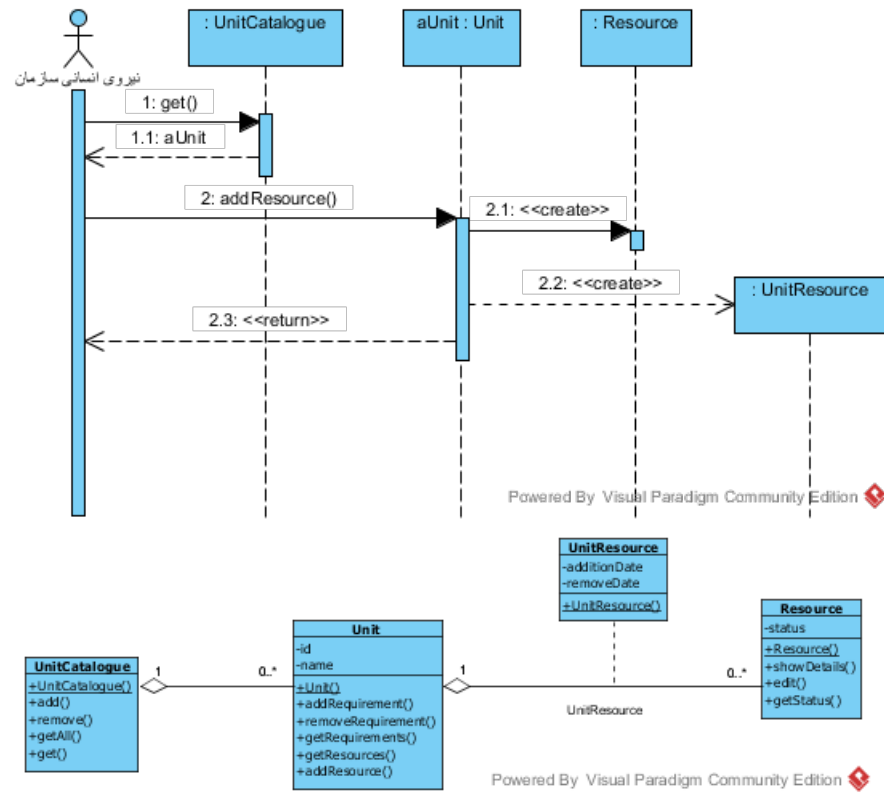 : UnitCatalogue
aUnit : Unit
: Resource
نیروی انسانی سازمان
1: get()
1.1: aUnit
2: addResource()
2.1: <<create>>
2.2: <<create>>
: UnitResource
2.3: <<return>>
Powered By Visual Paradigm Community Edition
UnitResource
-additionDate
-removeDate
+UnitResource()
Resource
-status
+Resource()
+showDetails()
+edit()
+getStatus()
Unit
-id
-name
+Unit()
+addRequirement()
+removeRequirement()
+getRequirements()
+getResources()
+addResource()
UnitCatalogue
+UnitCatalogue()
+add()
+remove()
+getAll()
+get()
1
0..*
1
0..*
UnitResource
Powered By Visual Paradigm Community Edition